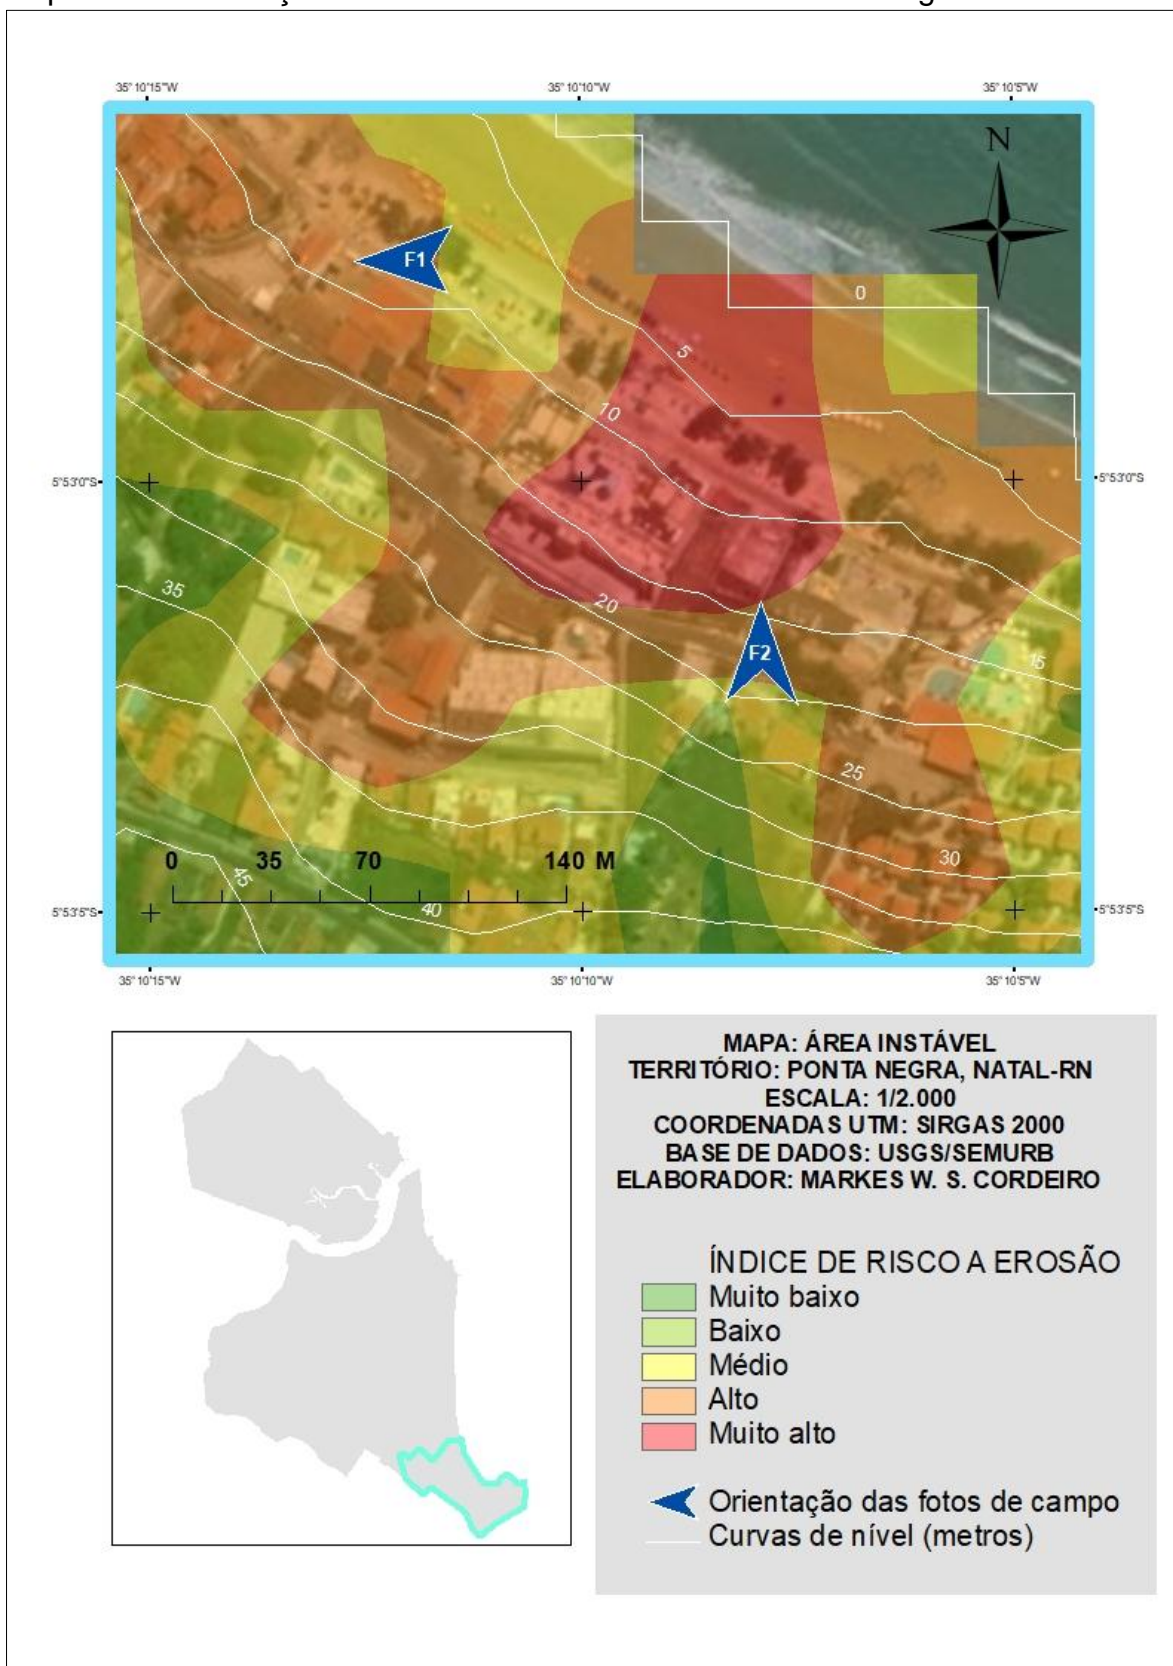 35°10'15"W 35°10'10"W 35°10'5"W
N
F1
0
5
10
5°53'0"S 5°53'0"S
35
20
F2
15
25
30
0 35 70 140 M
45
40
5°53'5"S 5°53'5"S
35°10'15"W 35°10'10"W 35°10'5"W
MAPA: ÁREA INSTÁVEL
TERRITÓRIO: PONTA NEGRA, NATAL-RN
ESCALA: 1/2.000
COORDENADAS UTM: SIRGAS 2000
BASE DE DADOS: USGS/SEMURB
ELABORADOR: MARKES W. S. CORDEIRO
ÍNDICE DE RISCO A EROSÃO
Muito baixo
Baixo
Médio
Alto
Muito alto
Orientação das fotos de campo
Curvas de nível (metros)